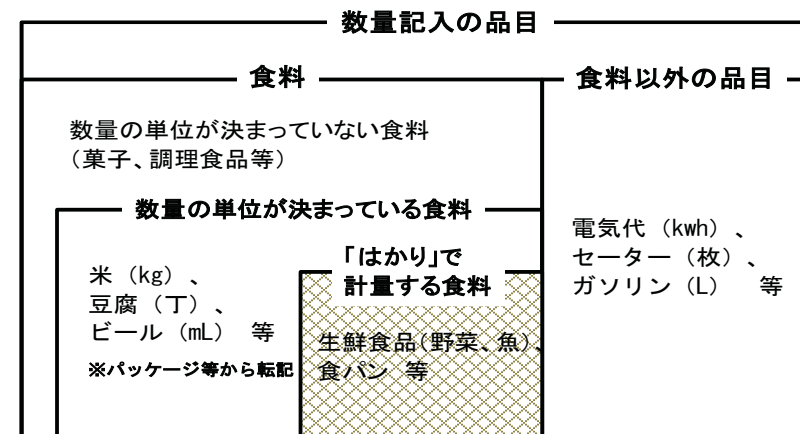 数量記入の品目
食料
食料以外の品目
数量の単位が決まっていない食料
（菓子、調理食品等）
数量の単位が決まっている食料
米（kg）、
豆腐（丁）、
ビール（mL）　等
※パッケージ等から転記
「はかり」で
計量する食料
生鮮食品（野菜、魚）、
食パン　等
電気代（kwh）、
セーター（枚）、
ガソリン（L）　等